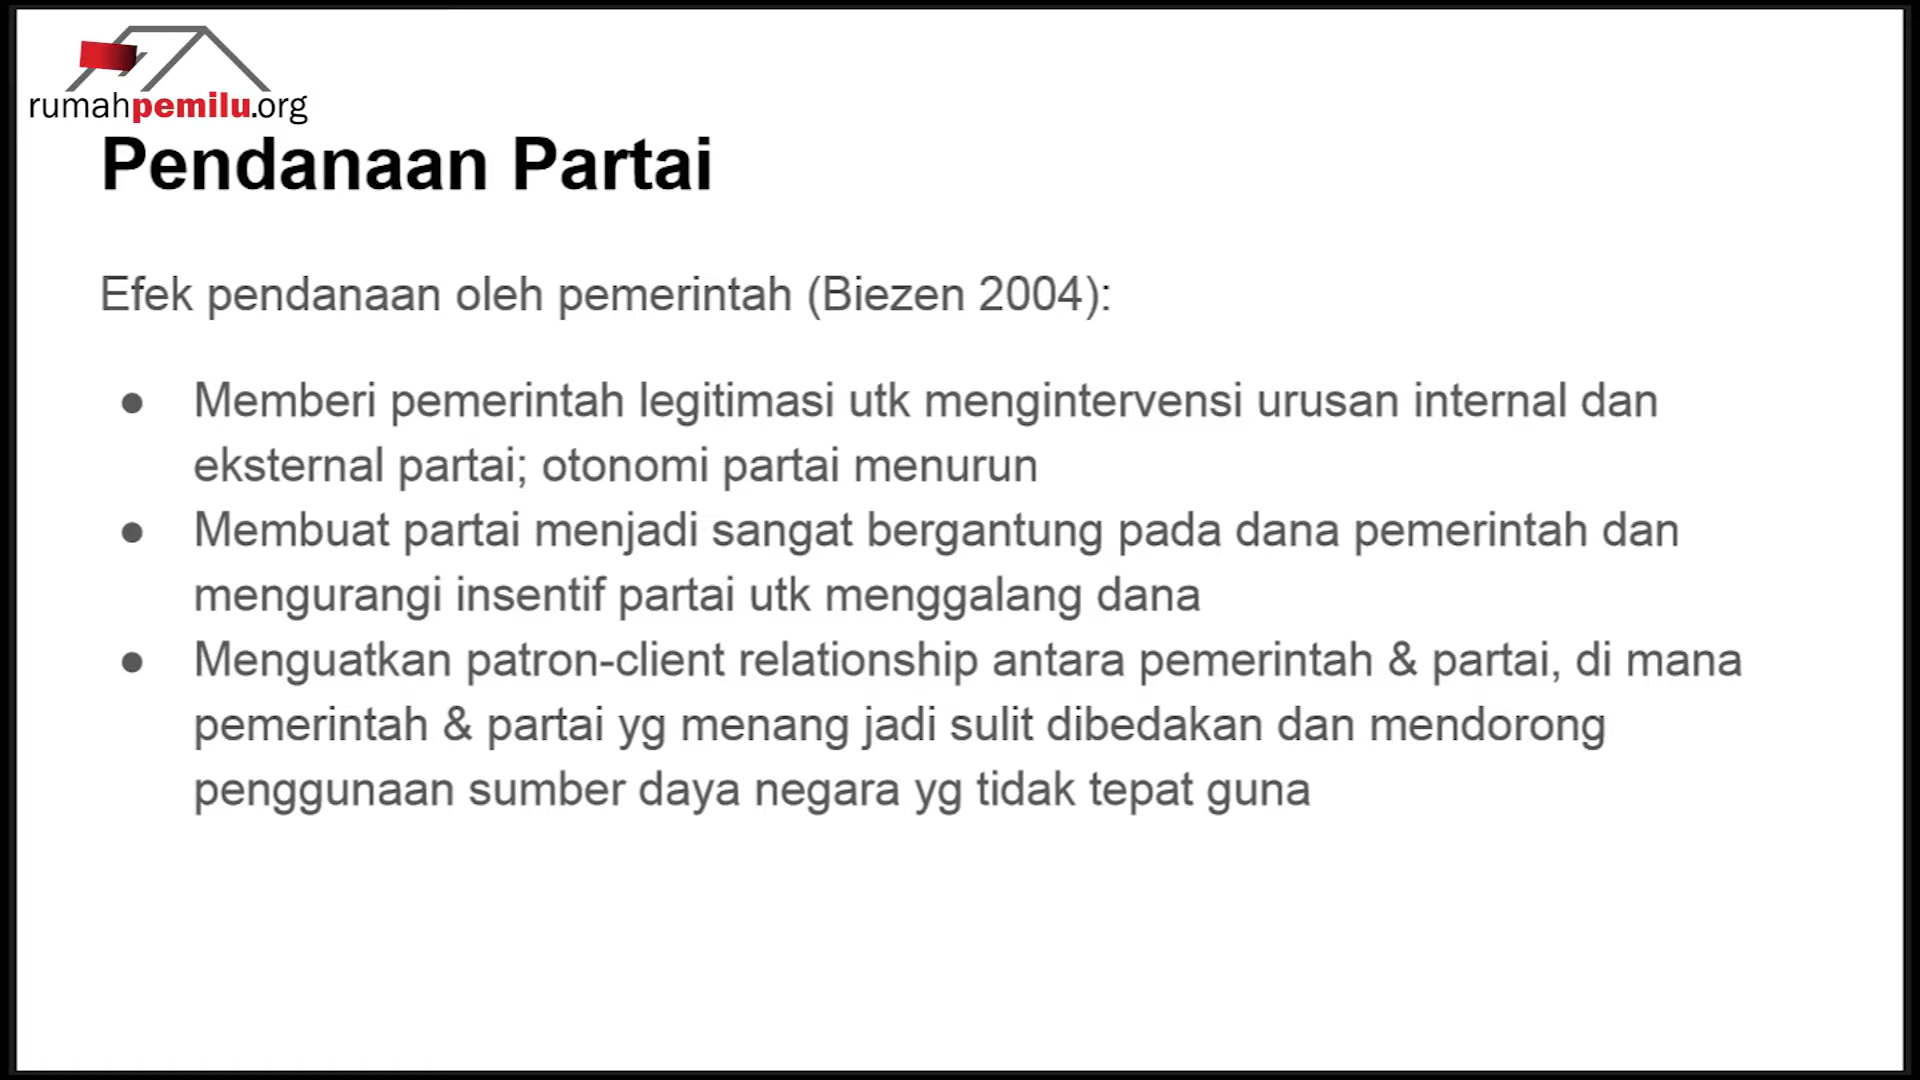 rumahpemilu.org
Pendanaan Partai
Efek pendanaan oleh pemerintah (Biezen 2004):
● Memberi pemerintah legitimasi utk mengintervensi urusan internal dan
eksternal partai; otonomi partai menurun
● Membuat partai menjadi sangat bergantung pada dana pemerintah dan
mengurangi insentif partai utk menggalang dana
● Menguatkan patron-client relationship antara pemerintah & partai, di mana
pemerintah & partai yg menang jadi sulit dibedakan dan mendorong
penggunaan sumber daya negara yg tidak tepat guna